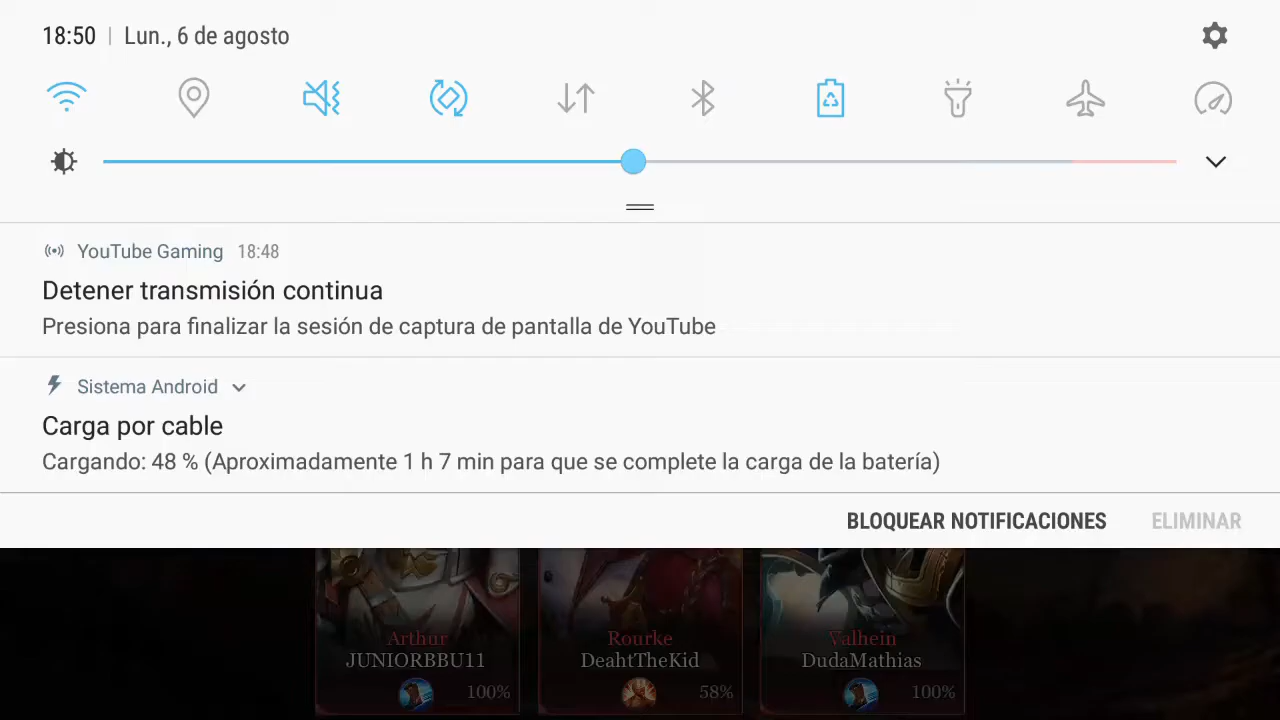 18:50 | Lun., 6 de agosto
YouTube Gaming 18:48
Detener transmisión continua
Presiona para finalizar la sesión de captura de pantalla de YouTube
Sistema Android
Carga por cable
Cargando: 48 % (Aproximadamente 1 h 7 min para que se complete la carga de la batería)
BLOQUEAR NOTIFICACIONES ELIMINAR
Arthur Rourke Valhein
JUNIORBBU11 DeahtTheKid DudaMathias
100% 58% 100%